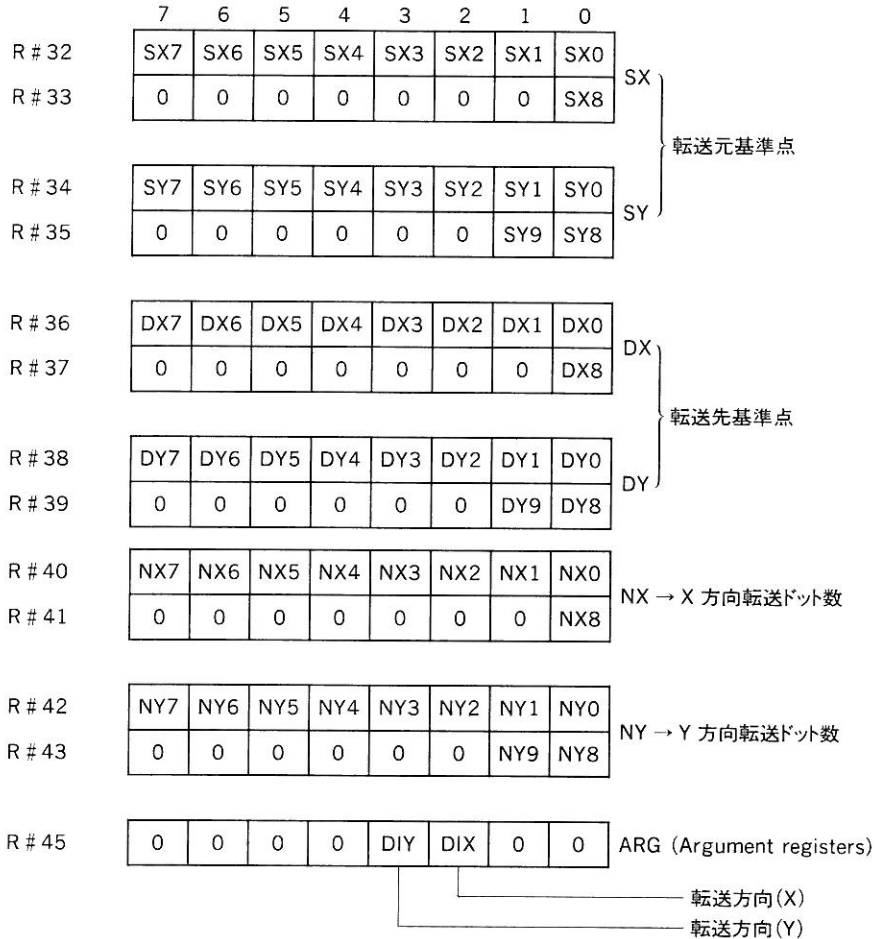 7 6 5 4 3 2 1 0
R#32 SX7 SX6 SX5 SX4 SX3 SX2 SX1 SX0
SX
R#33 0 0 0 0 0 0 0 SX8
転送元基準点
R#34 SY7 SY6 SY5 SY4 SY3 SY2 SY1 SY0
SY
R#35 0 0 0 0 0 0 SY9 SY8
R#36 DX7 DX6 DX5 DX4 DX3 DX2 DX1 DX0
DX
R#37 0 0 0 0 0 0 0 DX8
転送先基準点
R#38 DY7 DY6 DY5 DY4 DY3 DY2 DY1 DY0
DY
R#39 0 0 0 0 0 0 DY9 DY8
R#40 NX7 NX6 NX5 NX4 NX3 NX2 NX1 NX0
NX → X 方向転送ドット数
R#41 0 0 0 0 0 0 0 NX8
R#42 NY7 NY6 NY5 NY4 NY3 NY2 NY1 NY0
NY → Y 方向転送ドット数
R#43 0 0 0 0 0 0 NY9 NY8
R#45 0 0 0 0 DIY DIX 0 0 ARG (Argument registers)
転送方向(X)
転送方向(Y)